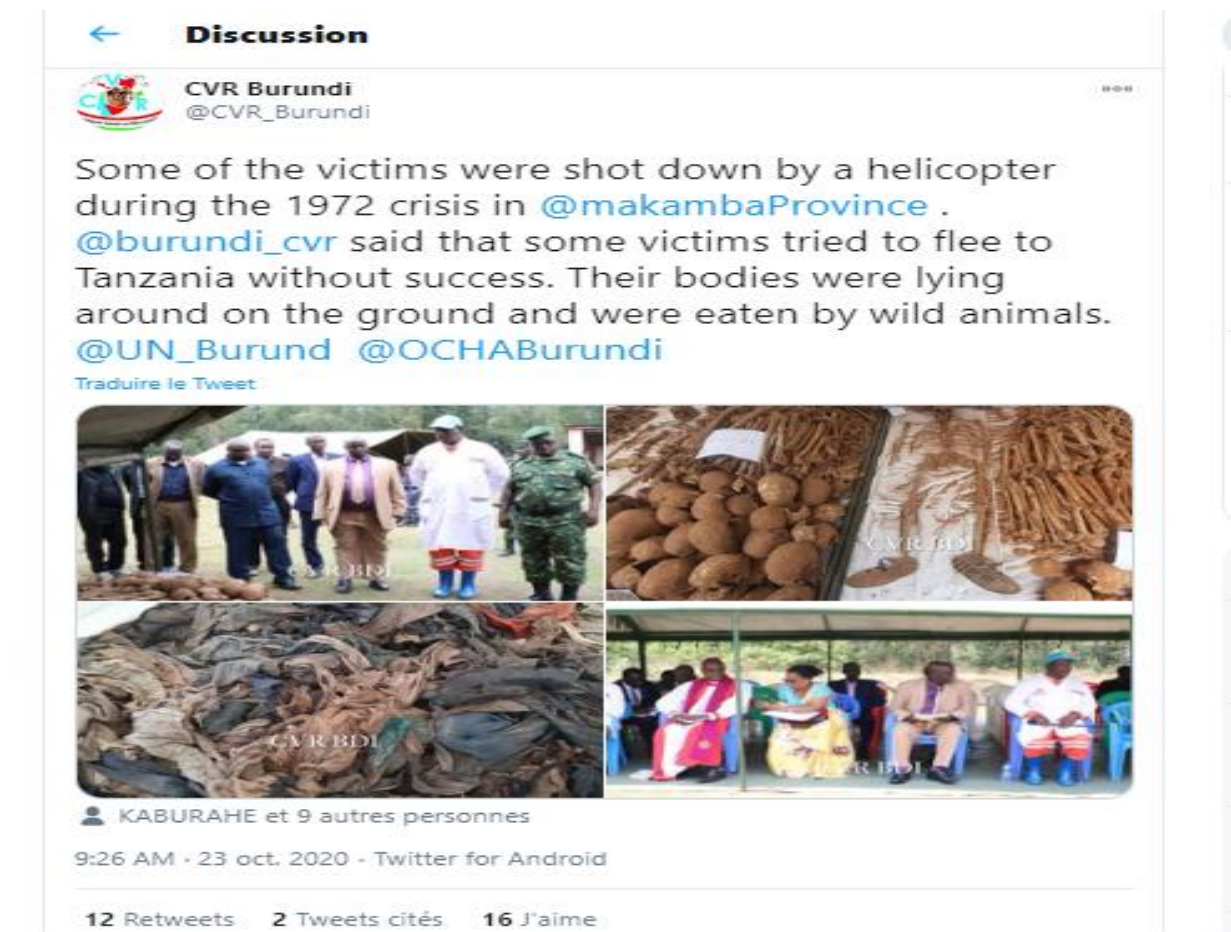 Discussion
CVR Burundi
@CVR_Burundi
Some of the victims were shot down by a helicopter
during the 1972 crisis in @makambaProvince .
@burundi_cvr said that some victims tried to flee to
Tanzania without success. Their bodies were lying
around on the ground and were eaten by wild animals.
@UN_Burund @OCHABurundi
Traduire le Tweet
CVR BDI
CVR BDI
CVR BDI
CVR BDI
KABURAHE et 9 autres personnes
9:26 AM · 23 oct. 2020 · Twitter for Android
12 Retweets 2 Tweets cités 16 J'aime